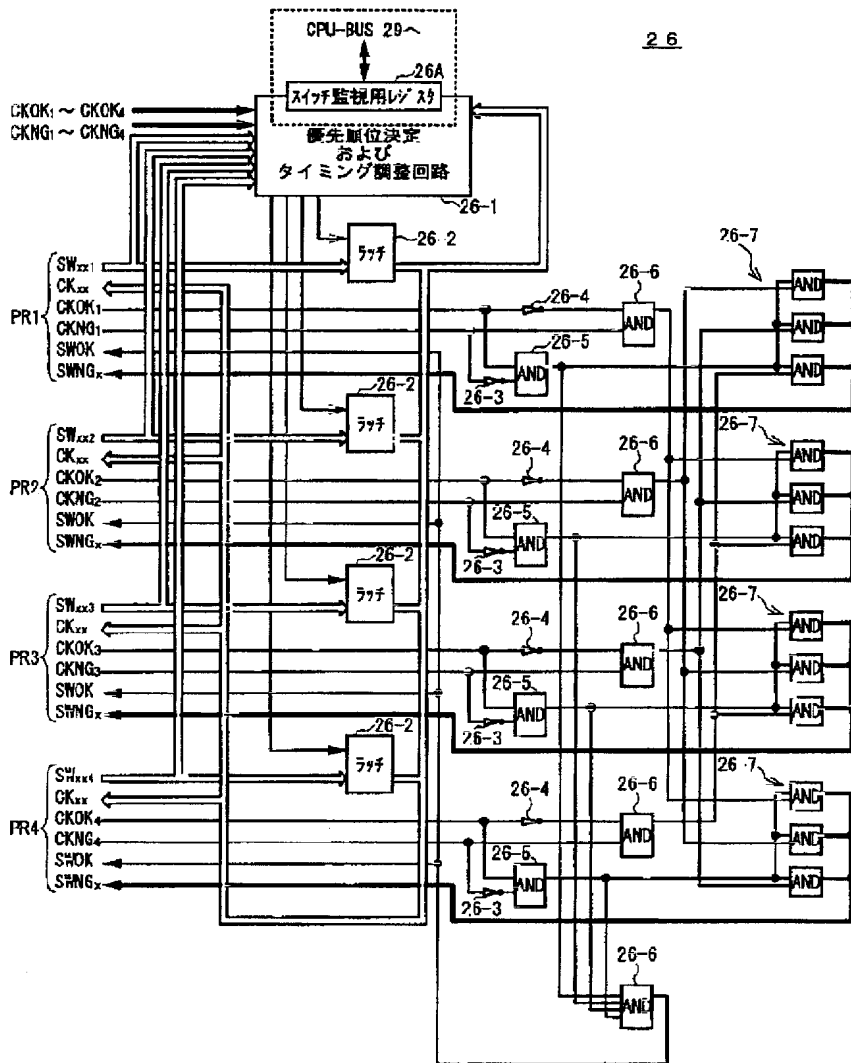 26
CPU-BUS 29へ
26A
スイッチ監視用レジスタ
CKOK1 ～ CKOK4
CKNG1 ～ CKNG4
優先順位決定
および
タイミング調整回路
26-1
26-2
ラッチ
PR1
SWxx1
CKxx
CKOK1
CKNG1
SWOK
SWNGx
26-4
26-6
AND
26-5
AND
26-3
26-7
AND
AND
AND
26-2
ラッチ
PR2
SWxx2
CKxx
CKOK2
CKNG2
SWOK
SWNGx
26-4
26-6
AND
26-5
AND
26-3
26-7
AND
AND
AND
26-2
ラッチ
PR3
SWxx3
CKxx
CKOK3
CKNG3
SWOK
SWNGx
26-4
26-6
AND
26-5
AND
26-3
26-7
AND
AND
AND
26-2
ラッチ
PR4
SWxx4
CKxx
CKOK4
CKNG4
SWOK
SWNGx
26-4
26-6
AND
26-5
AND
26-3
26-7
AND
AND
AND
26-6
AND